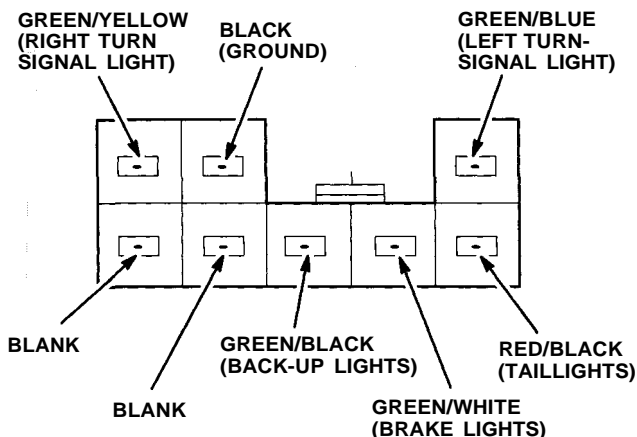 GREEN/YELLOW
(RIGHT TURN
SIGNAL LIGHT)
BLACK
(GROUND)
GREEN/BLUE
(LEFT TURN-
SIGNAL LIGHT)
BLANK
BLANK
GREEN/BLACK
(BACK-UP LIGHTS)
GREEN/WHITE
(BRAKE LIGHTS)
RED/BLACK
(TAILLIGHTS)